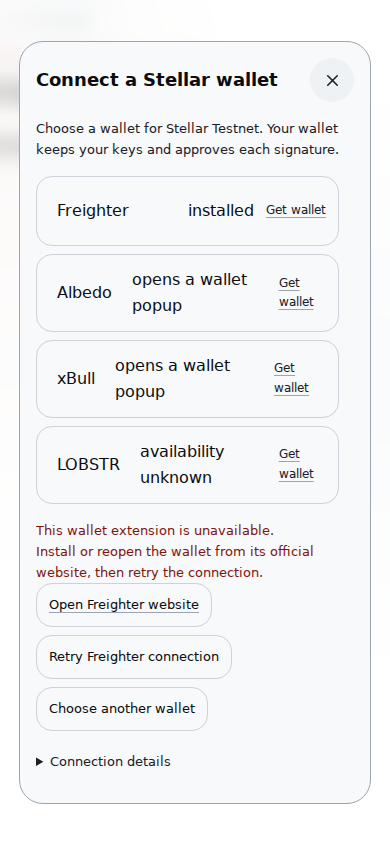 Connect a Stellar wallet
Choose a wallet for Stellar Testnet. Your wallet
keeps your keys and approves each signature.
Freighter installed Get wallet
Albedo opens a wallet popup Get wallet
xBull opens a wallet popup Get wallet
LOBSTR availability unknown Get wallet
This wallet extension is unavailable.
Install or reopen the wallet from its official
website, then retry the connection.
Open Freighter website
Retry Freighter connection
Choose another wallet
Connection details